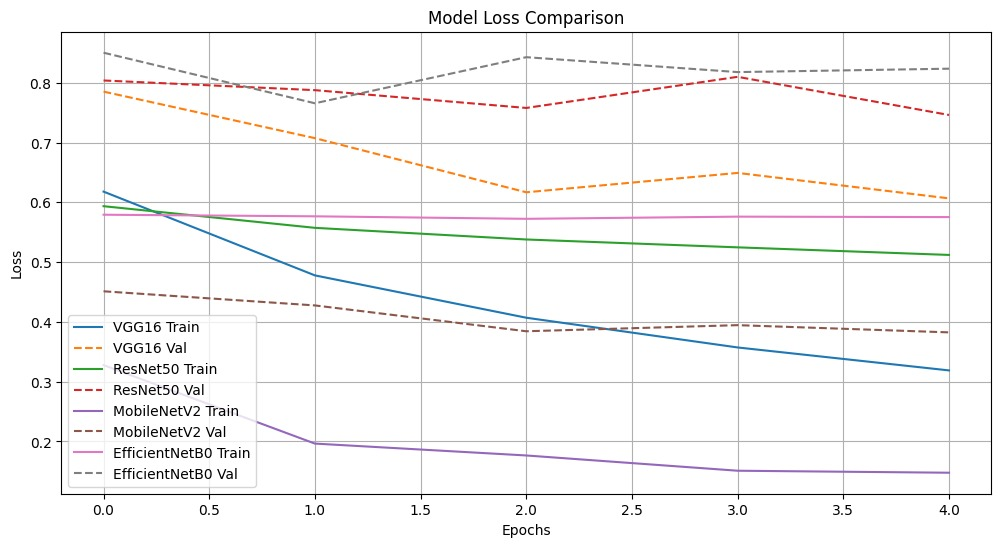 Model Loss Comparison
Loss
0.8
0.7
0.6
0.5
0.4
0.3
0.2
VGG16 Train
VGG16 Val
ResNet50 Train
ResNet50 Val
MobileNetV2 Train
MobileNetV2 Val
EfficientNetB0 Train
EfficientNetB0 Val
0.0 0.5 1.0 1.5 2.0 2.5 3.0 3.5 4.0
Epochs